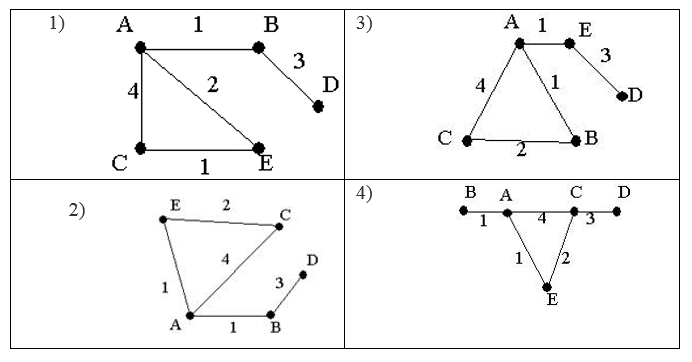 1)
A 1 B
3
D
4 2
C 1 E
3)
A 1 E
3
D
4 1
C 2 B
2)
E 2 C
4
D
3
1
A 1 B
4)
B A C D
1 4 3
1 2
E